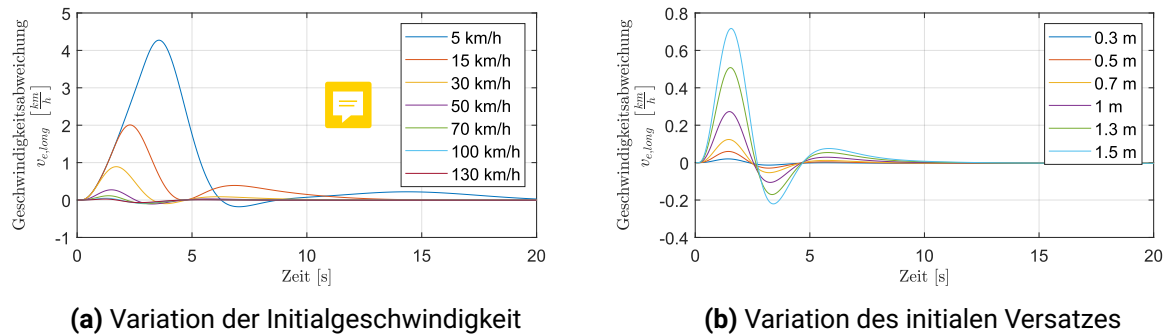 Geschwindigkeitsabweichung
v_{e,long} [km/h]
5
4
3
2
1
0
-1
0
5
10
15
20
Zeit [s]
5 km/h
15 km/h
30 km/h
50 km/h
70 km/h
100 km/h
130 km/h
(a) Variation der Initialgeschwindigkeit
Geschwindigkeitsabweichung
v_{e,long} [km/h]
0.8
0.6
0.4
0.2
0
-0.2
-0.4
0
5
10
15
20
Zeit [s]
0.3 m
0.5 m
0.7 m
1 m
1.3 m
1.5 m
(b) Variation des initialen Versatzes